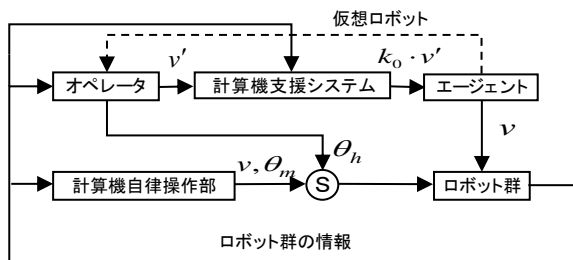 仮想ロボット
v′
k₀・v′
オペレータ
計算機支援システム
エージェント
θₕ
v
v, θₘ
計算機自律操作部
S
ロボット群
ロボット群の情報